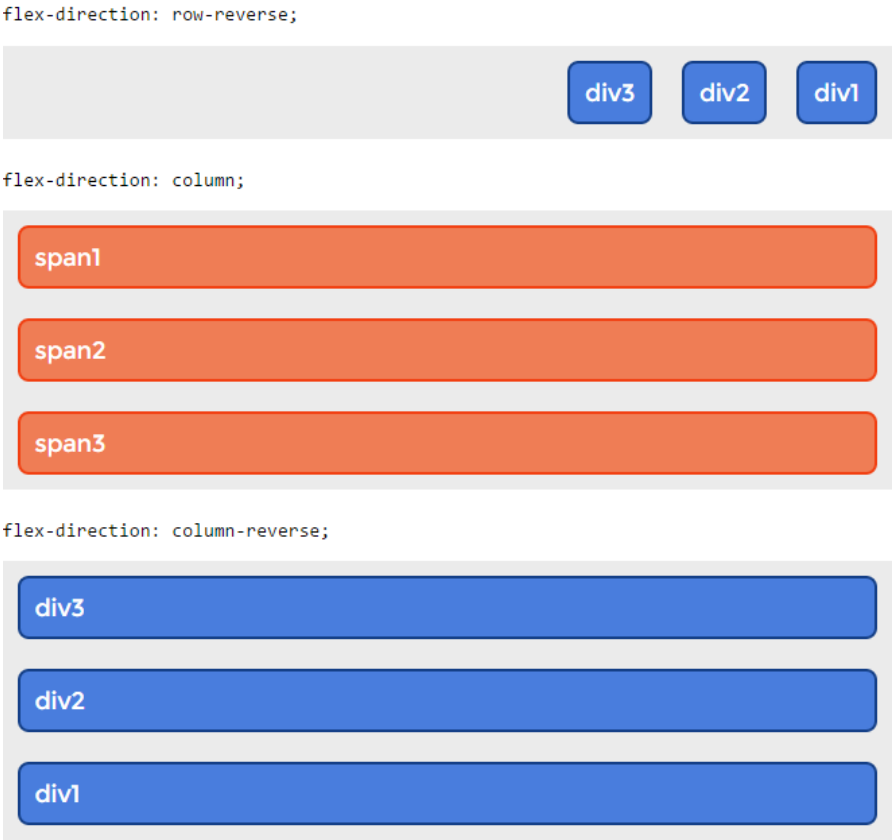 flex-direction: row-reverse;
div3 div2 div1
flex-direction: column;
span1
span2
span3
flex-direction: column-reverse;
div3
div2
div1